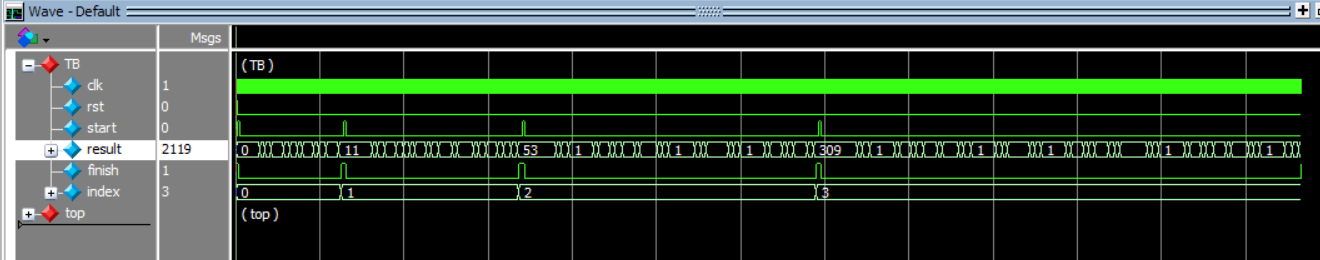 Wave - Default
Msgs
TB (TB)
clk 1
rst 0
start 0
result 2119 0 11 53 1 1 1 309 1 1 1 1 1
finish 1
index 3 0 1 2 3
top (top)